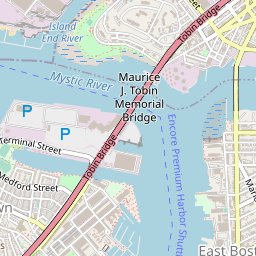 Island
End River
Tobin Bridge
Mystic River
Maurice
J. Tobin
Memorial
Bridge
P
P
Terminal Street
Tobin Bridge
Encore Premium Harbor Shuttl
Medford Street
East Bost